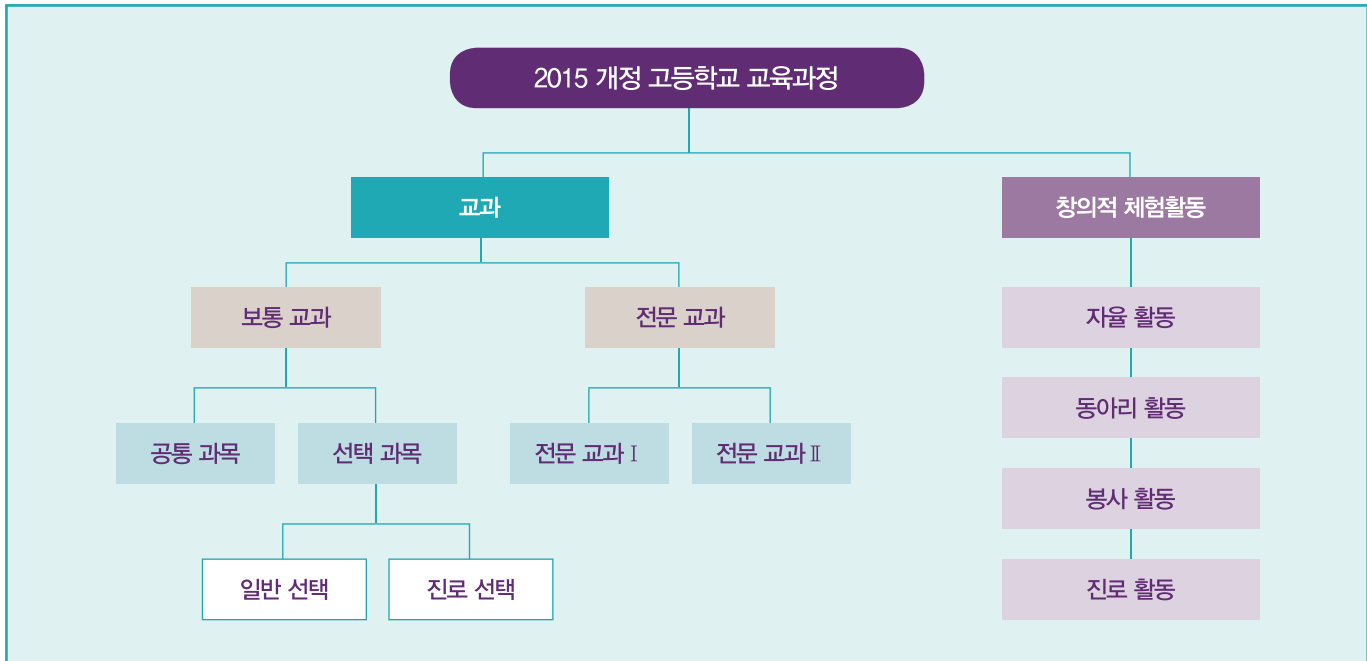 2015 개정 고등학교 교육과정
교과
창의적 체험활동
보통 교과
전문 교과
자율 활동
동아리 활동
공통 과목
선택 과목
전문 교과 Ⅰ
전문 교과 Ⅱ
봉사 활동
일반 선택
진로 선택
진로 활동